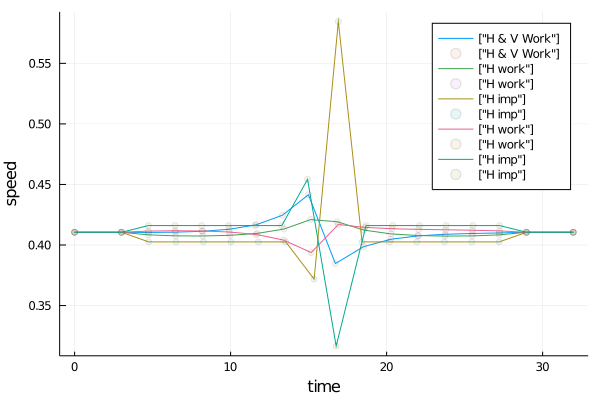 ["H & V Work"]
["H & V Work"]
["H work"]
["H work"]
["H imp"]
["H imp"]
["H work"]
["H work"]
["H imp"]
["H imp"]
0.55
0.50
0.45
0.40
0.35
speed
0 10 20 30
time